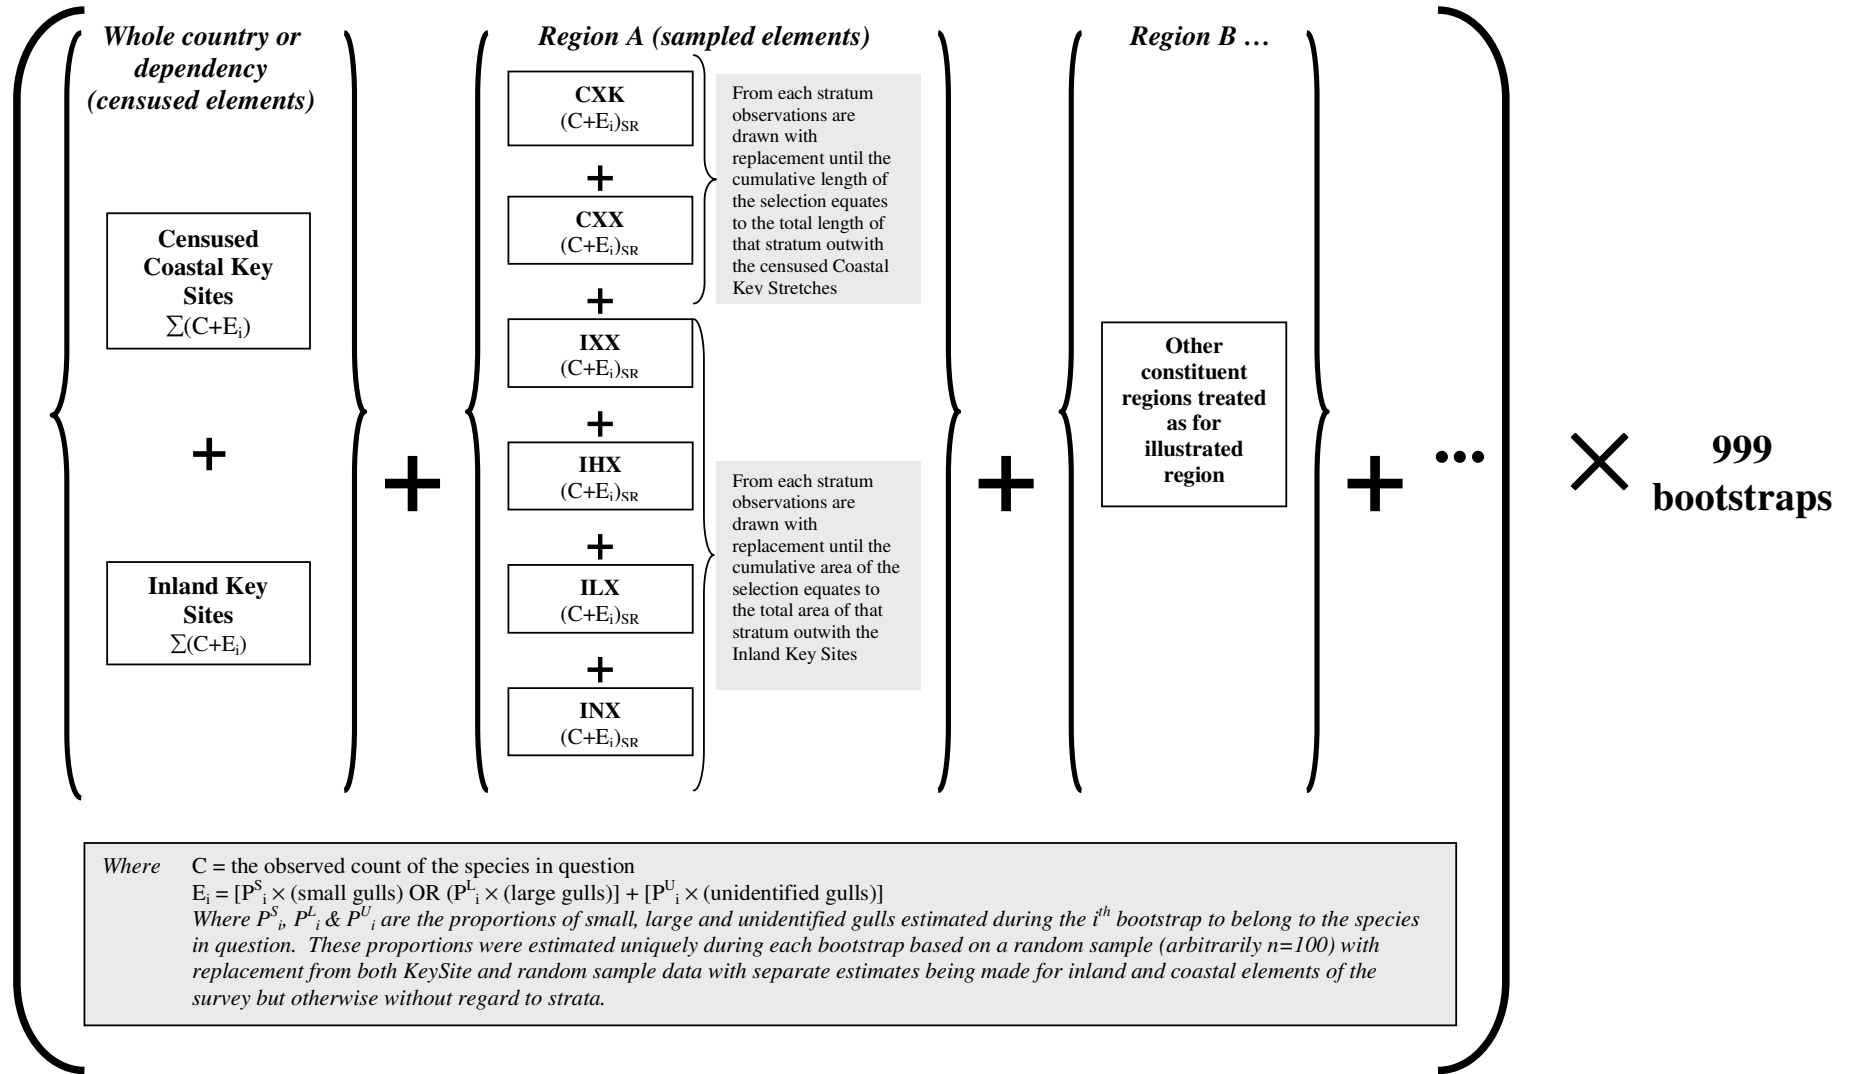 Whole country or
dependency
(censused elements)
Censused
Coastal Key
Sites
∑(C+Ei)
+
Inland Key
Sites
∑(C+Ei)
+
Region A (sampled elements)
CXK
(C+Ei)SR
+
CXX
(C+Ei)SR
+
IXX
(C+Ei)SR
+
IHX
(C+Ei)SR
+
ILX
(C+Ei)SR
+
INX
(C+Ei)SR
From each stratum
observations are
drawn with
replacement until the
cumulative length of
the selection equates
to the total length of
that stratum outwith
the censused Coastal
Key Stretches
From each stratum
observations are
drawn with
replacement until the
cumulative area of the
selection equates to
the total area of that
stratum outwith the
Inland Key Sites
+
Region B …
Other
constituent
regions treated
as for
illustrated
region
+
...
× 999
bootstraps
Where C = the observed count of the species in question
Ei = [PSi × (small gulls) OR (PLi × (large gulls)] + [PUi × (unidentified gulls)]
Where PSi, PLi & PUi are the proportions of small, large and unidentified gulls estimated during the ith bootstrap to belong to the species
in question. These proportions were estimated uniquely during each bootstrap based on a random sample (arbitrarily n=100) with
replacement from both KeySite and random sample data with separate estimates being made for inland and coastal elements of the
survey but otherwise without regard to strata.